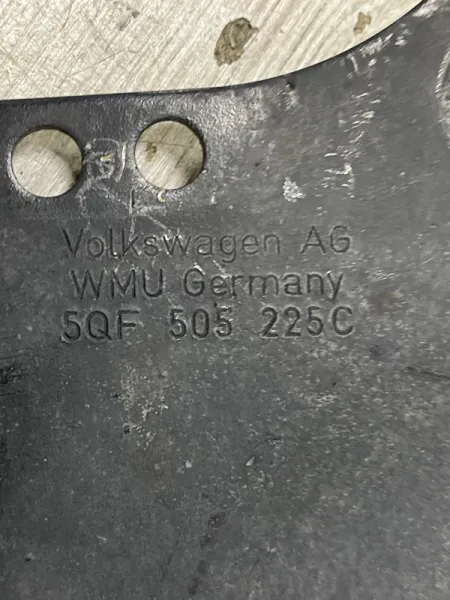 Volkswagen AG
WMU Germany
5QF 505 225C